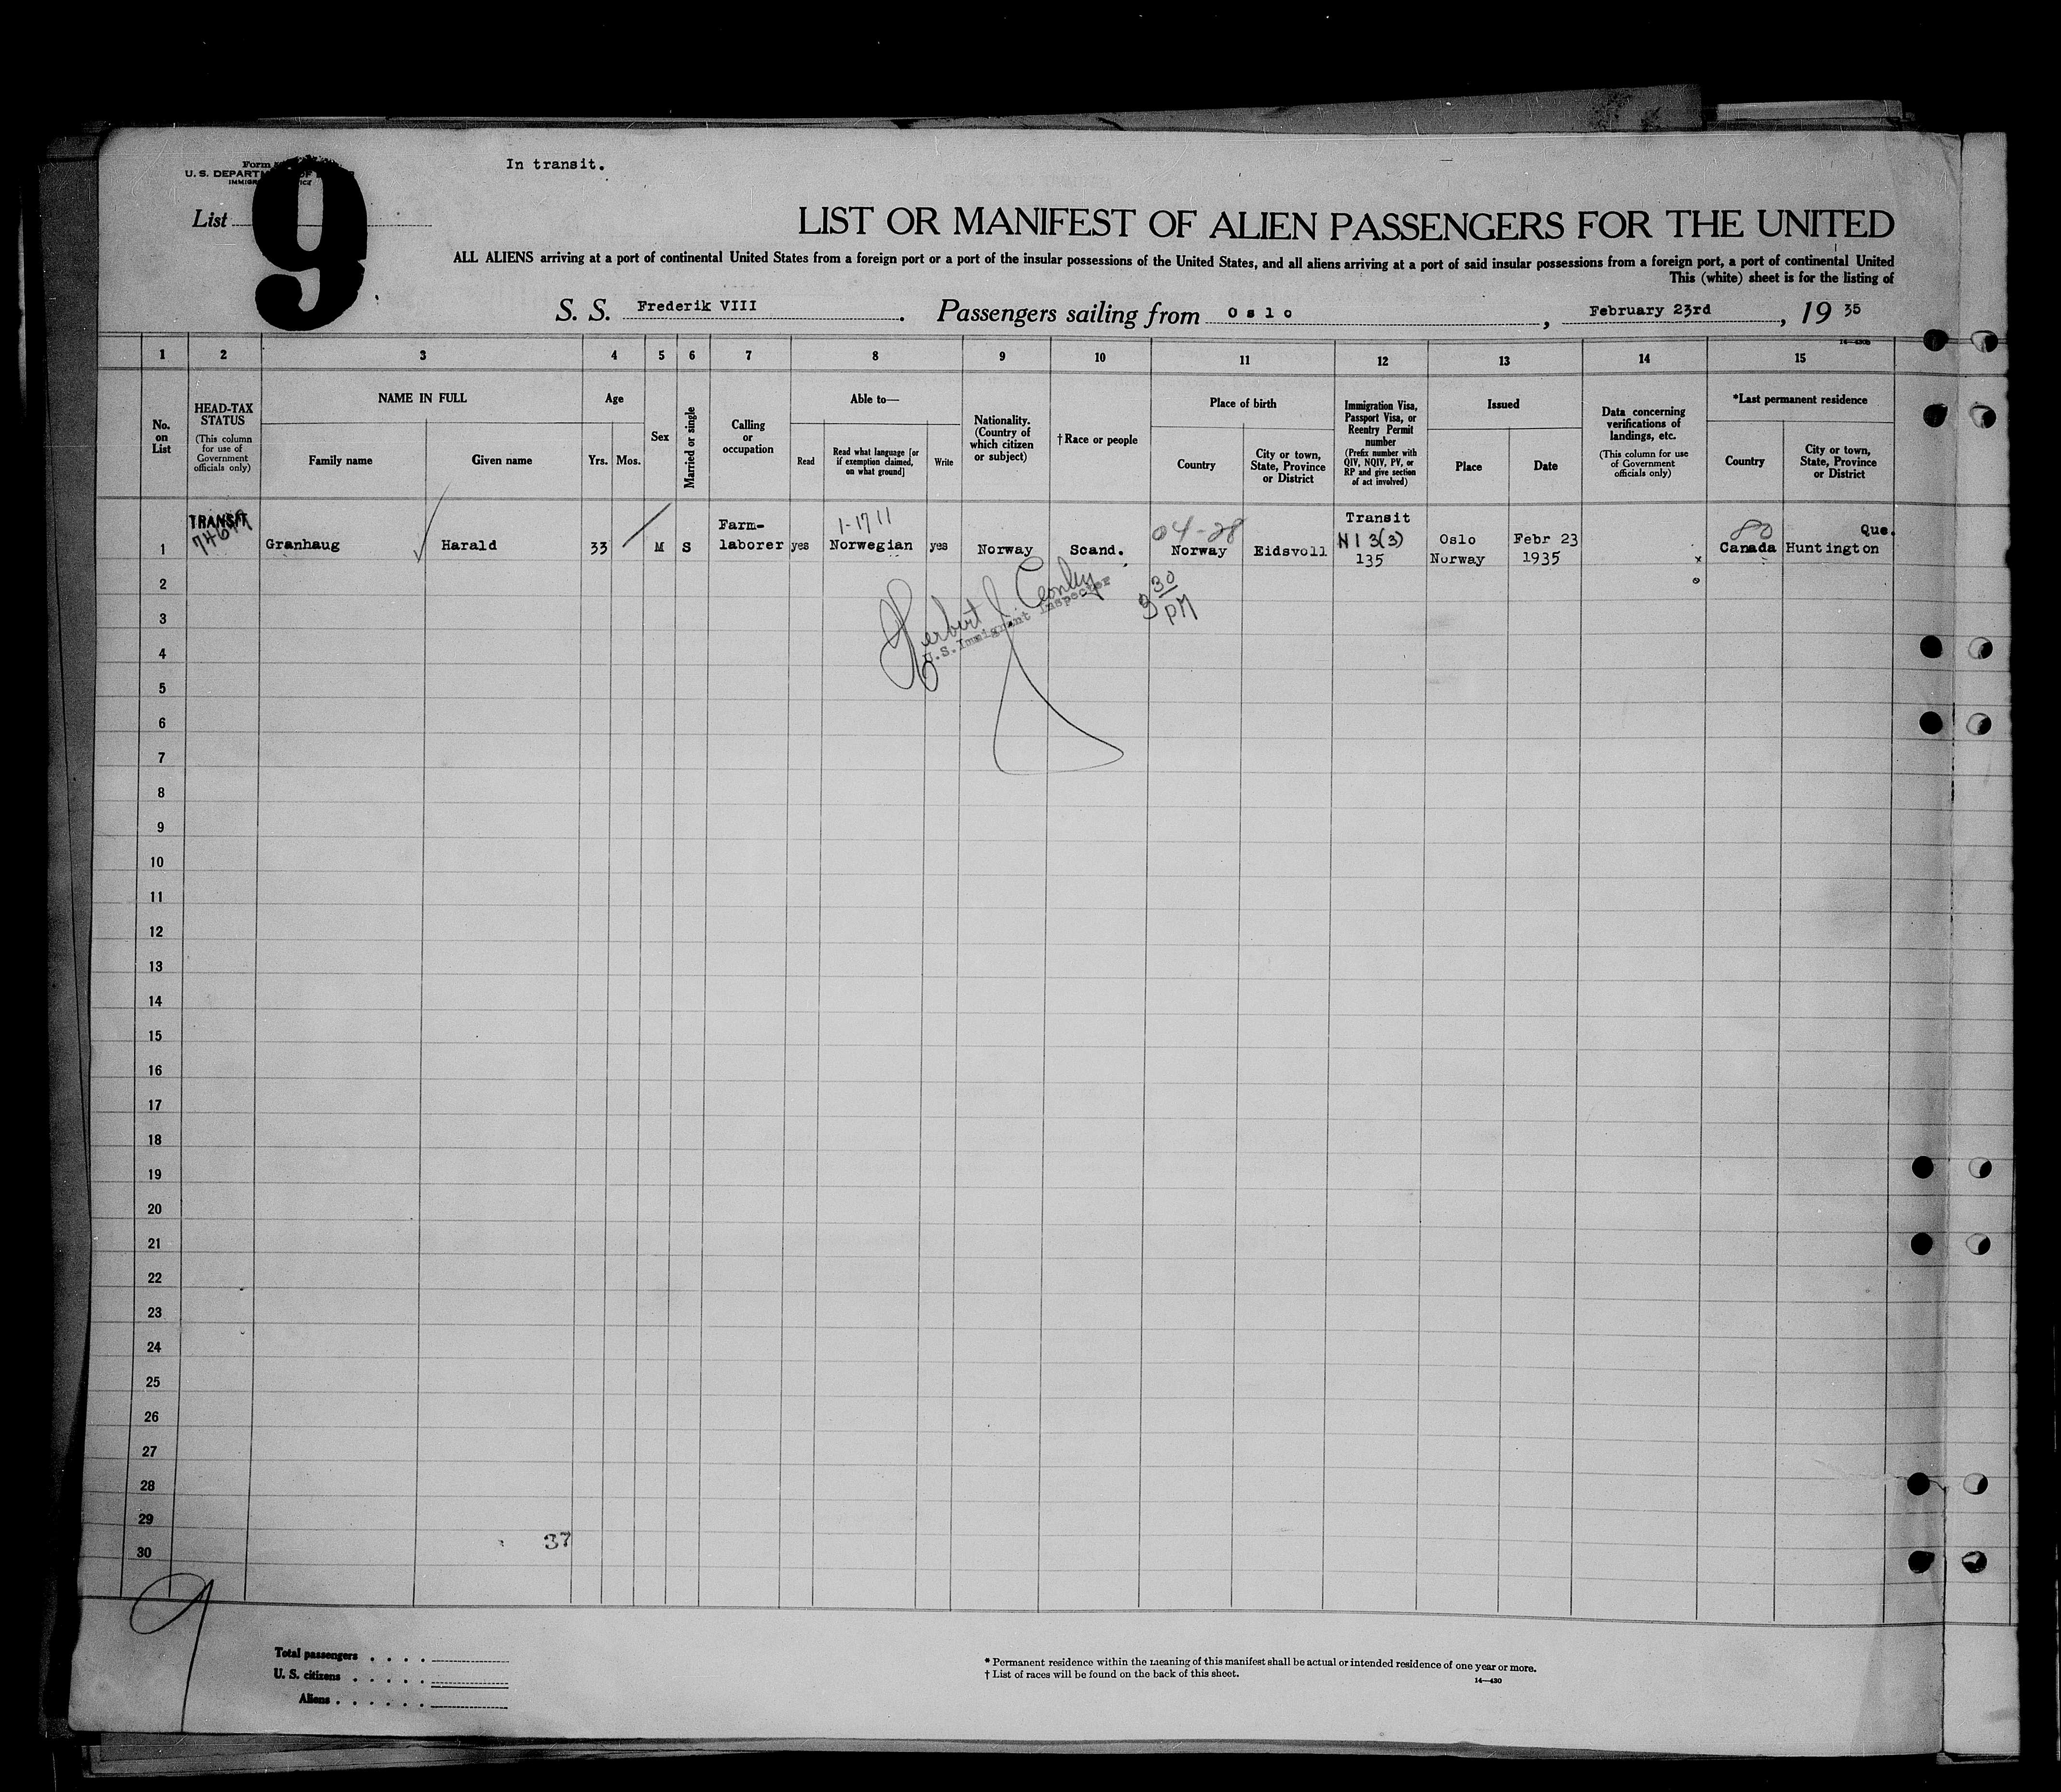 In transit.
Form
U. S. DEPARTM OF
IMMIGR ICE
List
9
LIST OR MANIFEST OF ALIEN PASSENGERS FOR THE UNITED
ALL ALIENS arriving at a port of continental United States from a foreign port or a port of the insular possessions of the United States, and all aliens arriving at a port of said insular possessions from a foreign port, a port of continental United
This (white) sheet is for the listing of
S. S. Frederik VIII. Passengers sailing from Oslo, February 23rd, 1935
1 2 3 4 5 6 7 8 9 10 11 12 13 14 15
No. on List
HEAD-TAX STATUS
(This column for use of Government officials only)
NAME IN FULL
Family name
Given name
Age
Yrs. Mos.
Sex
Married or single
Calling or occupation
Able to—
Read
Read what language [or if exemption claimed, on what ground]
Write
Nationality. (Country of which citizen or subject)
†Race or people
Place of birth
Country
City or town, State, Province or District
Immigration Visa, Passport Visa, or Reentry Permit number
(Prefix number with QIV, NQIV, PV, or RP and give section of act involved)
Issued
Place
Date
Data concerning verifications of landings, etc.
(This column for use of Government officials only)
*Last permanent residence
Country
City or town, State, Province or District
TRANSIT
1 Granhaug Harald 33 M S Farm-laborer yes 1-1711 Norwegian yes Norway Scand. 04-28 Norway Eidsvoll Transit N I 3(3) 135 Oslo Norway Febr 23 1935 x 80 Canada Que. Huntington
2
Herbert Conley
U.S. Immigrant Inspector
3 30 PM
3
4
5
6
7
8
9
10
11
12
13
14
15
16
17
18
19
20
21
22
23
24
25
26
27
28
29
37
30
9
Total passengers . . . .
U. S. citizens . . . . .
Aliens . . . . . .
* Permanent residence within the meaning of this manifest shall be actual or intended residence of one year or more.
† List of races will be found on the back of this sheet.
14—430